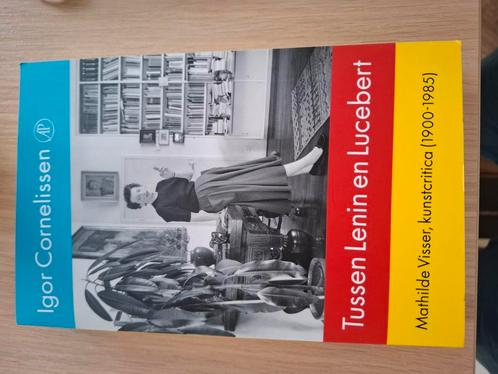 Igor Cornelissen AP
Tussen Lenin en Lucebert
Mathilde Visser, kunstcritica (1900-1985)